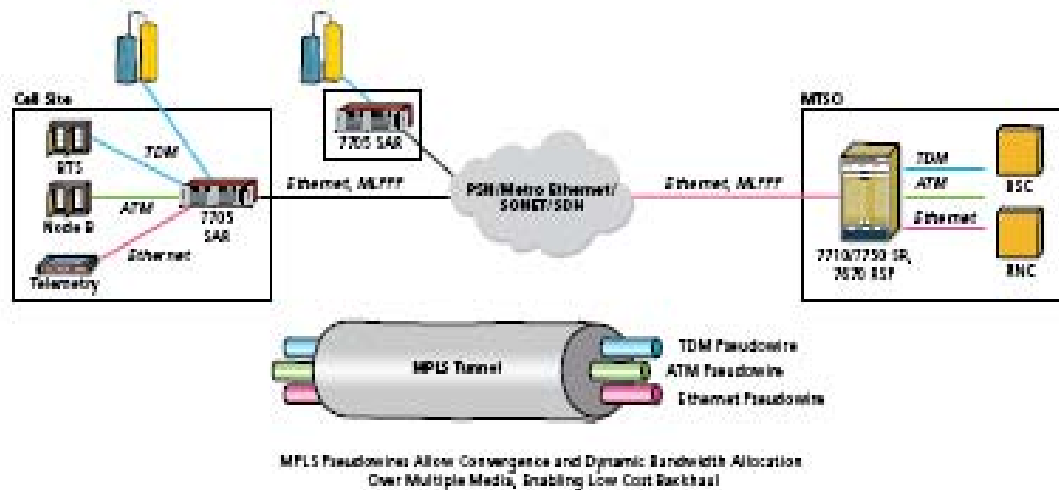 Cell Site
MTSO
BTS
TDM
7705 SAR
TDM
BSC
Ethernet, MLPPP
PSN/Metro Ethernet/
SONET/SDH
Ethernet, MLPPP
ATM
Node B
ATM
7705
SAR
Ethernet
Ethernet
Telemetry
7710/7750 SR,
7670 RSP
RNC
TDM Pseudowire
MPLS Tunnel
ATM Pseudowire
Ethernet Pseudowire
MPLS Pseudowires Allow Convergence and Dynamic Bandwidth Allocation
Over Multiple Media, Enabling Low Cost Backhaul